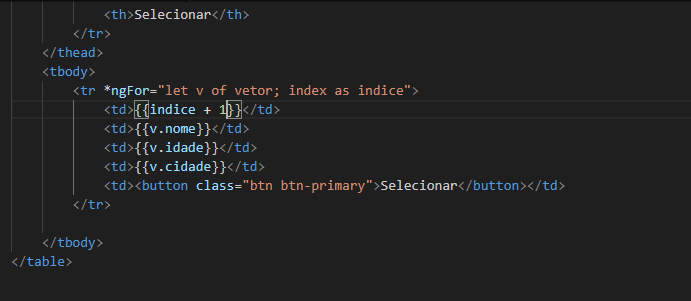 <th>Selecionar</th>
</tr>
</thead>
<tbody>
<tr *ngFor="let v of vetor; index as indice">
<td>{{indice + 1}}</td>
<td>{{v.nome}}</td>
<td>{{v.idade}}</td>
<td>{{v.cidade}}</td>
<td><button class="btn btn-primary">Selecionar</button></td>
</tr>
</tbody>
</table>